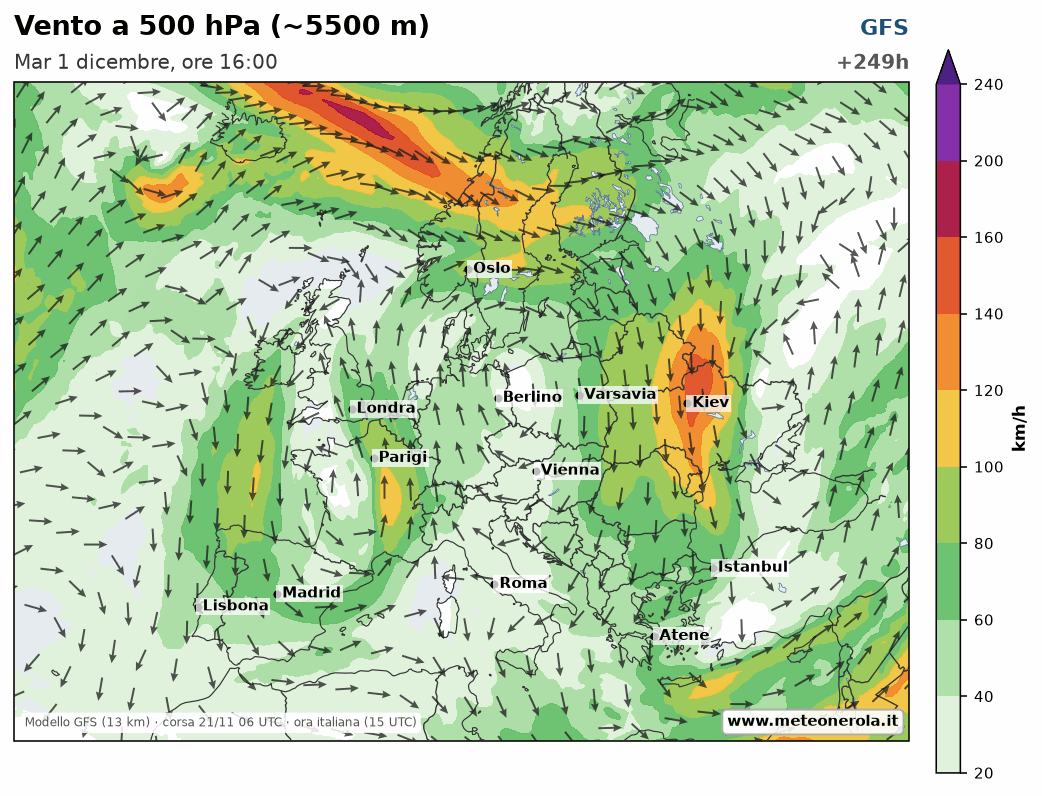 Vento a 500 hPa (~5500 m)
GFS
Mar 1 dicembre, ore 16:00
+249h
240
200
160
140
120
100
80
60
40
20
km/h
Oslo
Berlino
Varsavia
Kiev
Londra
Parigi
Vienna
Istanbul
Roma
Madrid
Lisbona
Atene
Modello GFS (13 km) · corsa 21/11 06 UTC · ora italiana (15 UTC)
www.meteonerola.it